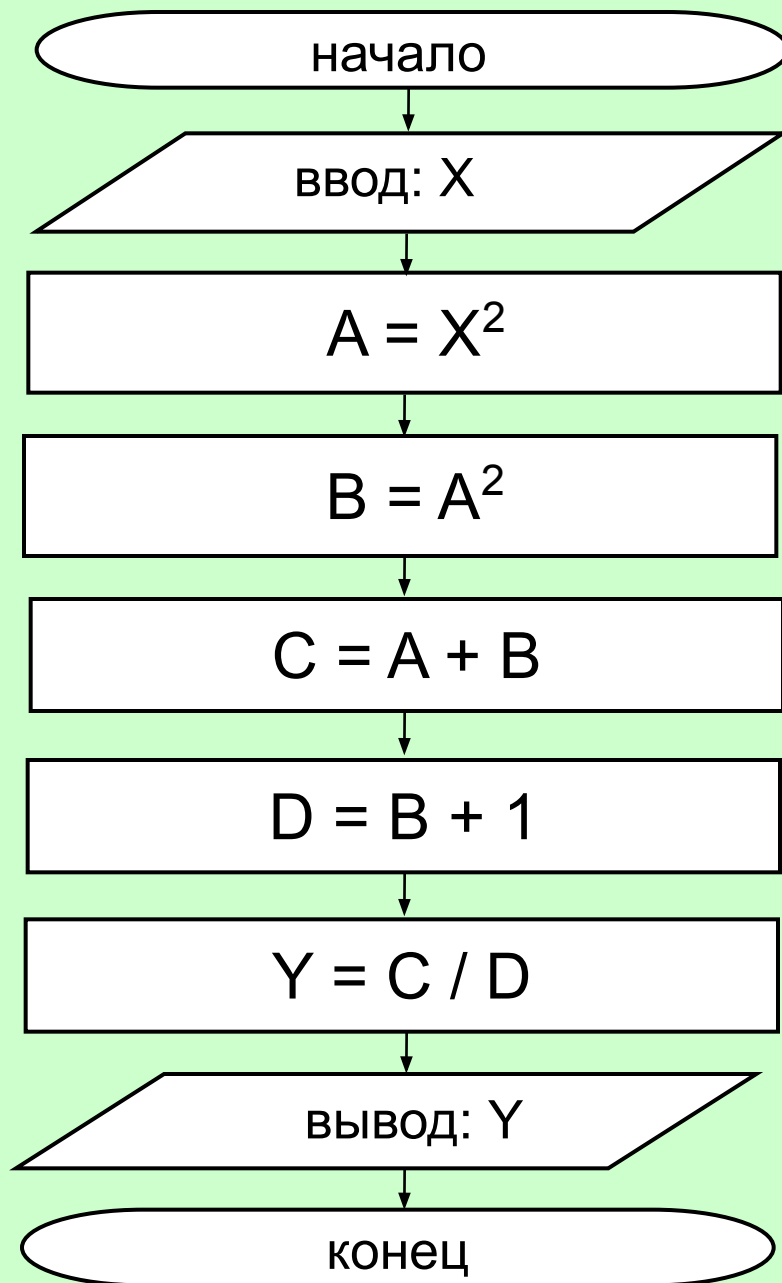 начало
ввод: X
A = X²
B = A²
C = A + B
D = B + 1
Y = C / D
вывод: Y
конец